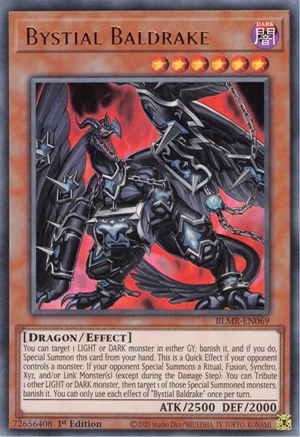 BYSTIAL BALDRAKE
DARK
闇
BLMR-EN069
[DRAGON/EFFECT]
You can target 1 LIGHT or DARK monster in either GY; banish it, and if you do,
Special Summon this card from your hand. This is a Quick Effect if your opponent
controls a monster. If your opponent Special Summons a Ritual, Fusion, Synchro,
Xyz, and/or Link Monster(s) (except during the Damage Step): You can Tribute
1 other LIGHT or DARK monster, then target 1 of those Special Summoned monsters;
banish it. You can only use each effect of "Bystial Baldrake" once per turn.
ATK/2500 DEF/2000
72656408 1st Edition ©2020 Studio Dice/SHUEISHA, TV TOKYO, KONAMI